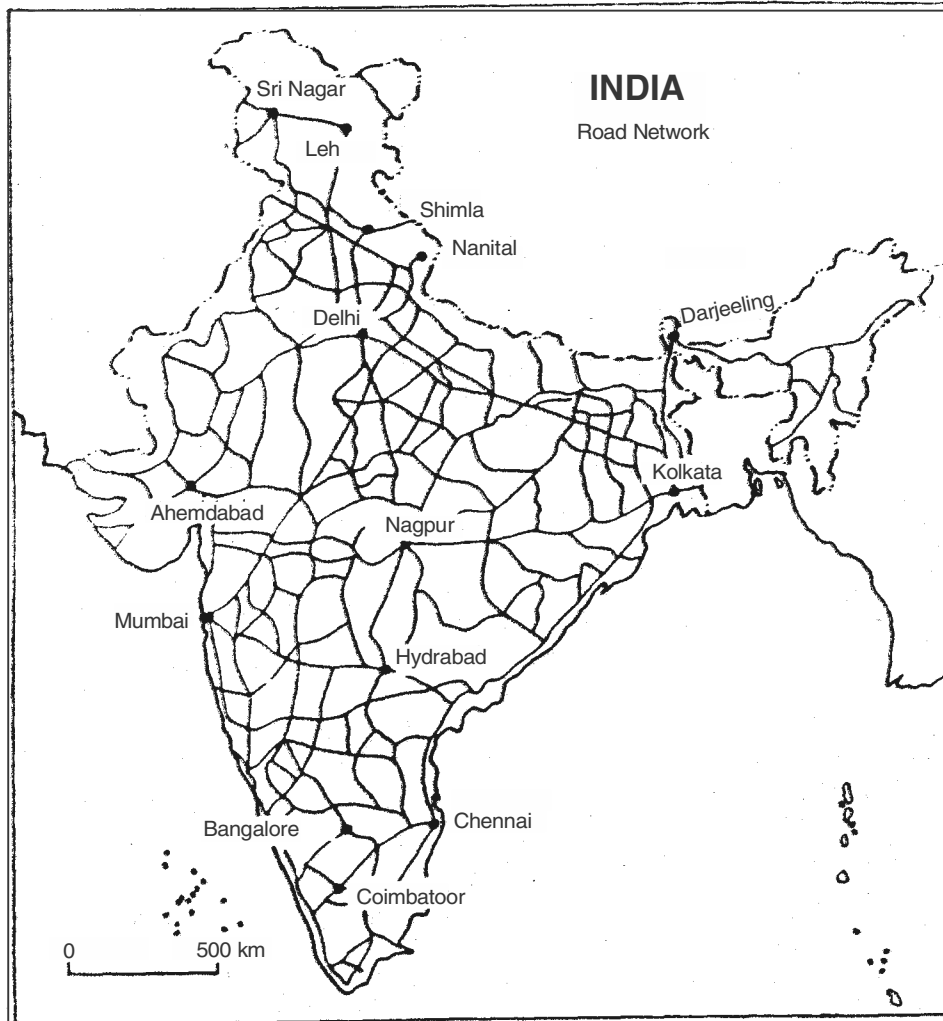 INDIA
Road Network
Sri Nagar
Leh
Shimla
Nanital
Delhi
Darjeeling
Kolkata
Ahemdabad
Nagpur
Mumbai
Hydrabad
Bangalore
Chennai
Coimbatoor
0 500 km